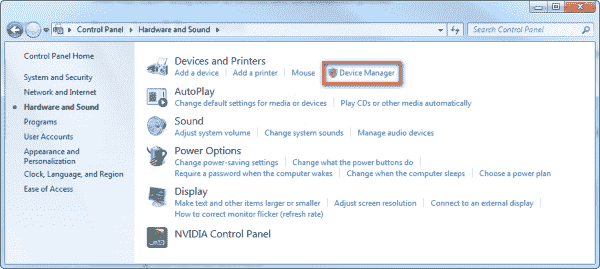 Control Panel ▸ Hardware and Sound ▸
Search Control Panel
Control Panel Home
System and Security
Network and Internet
Hardware and Sound
Programs
User Accounts
Appearance and
Personalization
Clock, Language, and Region
Ease of Access
Devices and Printers
Add a device | Add a printer | Mouse | Device Manager
AutoPlay
Change default settings for media or devices | Play CDs or other media automatically
Sound
Adjust system volume | Change system sounds | Manage audio devices
Power Options
Change power-saving settings | Change what the power buttons do
Require a password when the computer wakes | Change when the computer sleeps | Choose a power plan
Display
Make text and other items larger or smaller | Adjust screen resolution | Connect to an external display
How to correct monitor flicker (refresh rate)
NVIDIA Control Panel